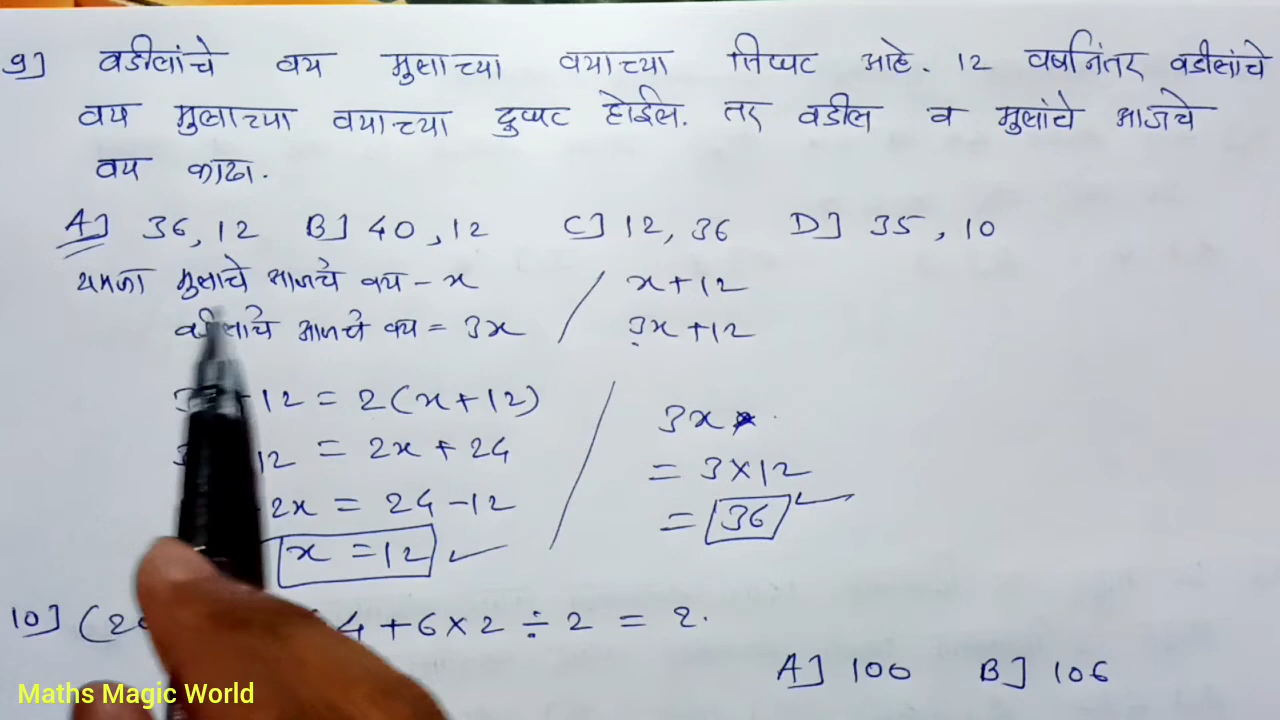 9] वडीलांचे वय मुलाच्या वयाच्या तिप्पट आहे. 12 वर्षानंतर वडीलांचे
वय मुलाच्या वयाच्या दुप्पट होईल. तर वडील व मुलांचे आजचे
वय काढा.
A] 36, 12 B] 40, 12 C] 12, 36 D] 35, 10
समजा मुलाचे आजचे वय - x / x+12
आजचे वय = 3x / 3x+12
+12 = 2(x+12)
12 = 2x + 24
2x = 24 - 12
x = 12
3x
= 3×12
= 36
10] (2 4 + 6 × 2 ÷ 2 = 2.
A] 100 B] 106
Maths Magic World